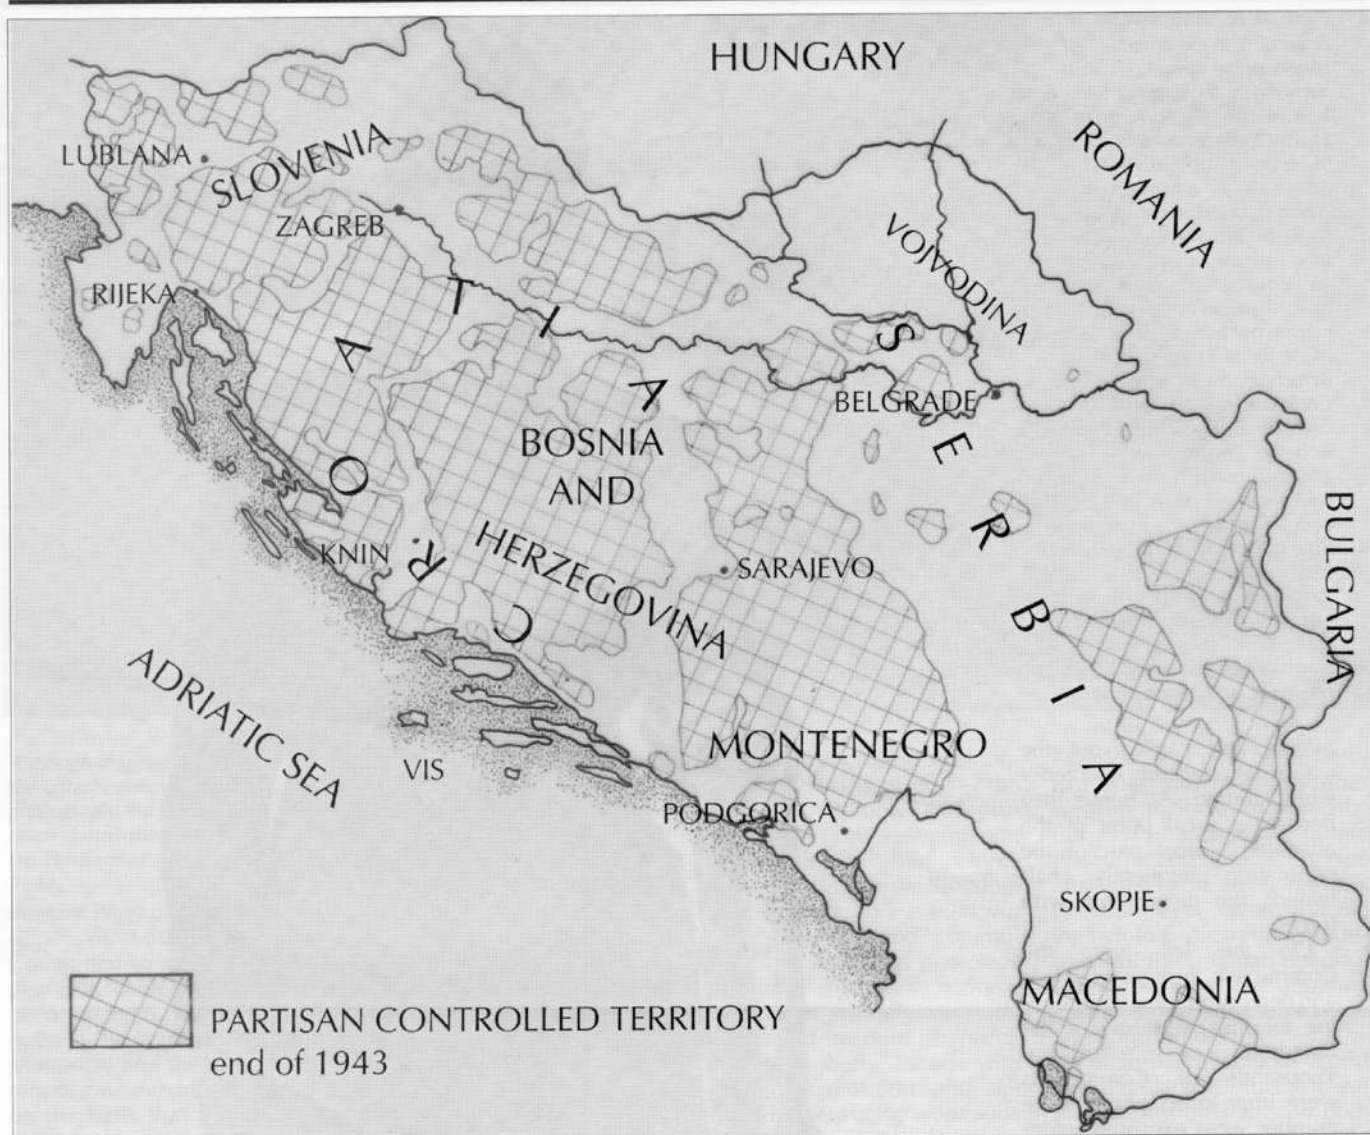 HUNGARY
ROMANIA
LUBLANA
SLOVENIA
ZAGREB
VOJVODINA
RIJEKA
CROATIA
BELGRADE
SERBIA
BOSNIA
AND
HERZEGOVINA
BULGARIA
KNIN
SARAJEVO
ADRIATIC SEA
VIS
MONTENEGRO
PODGORICA
SKOPJE
MACEDONIA
PARTISAN CONTROLLED TERRITORY
end of 1943